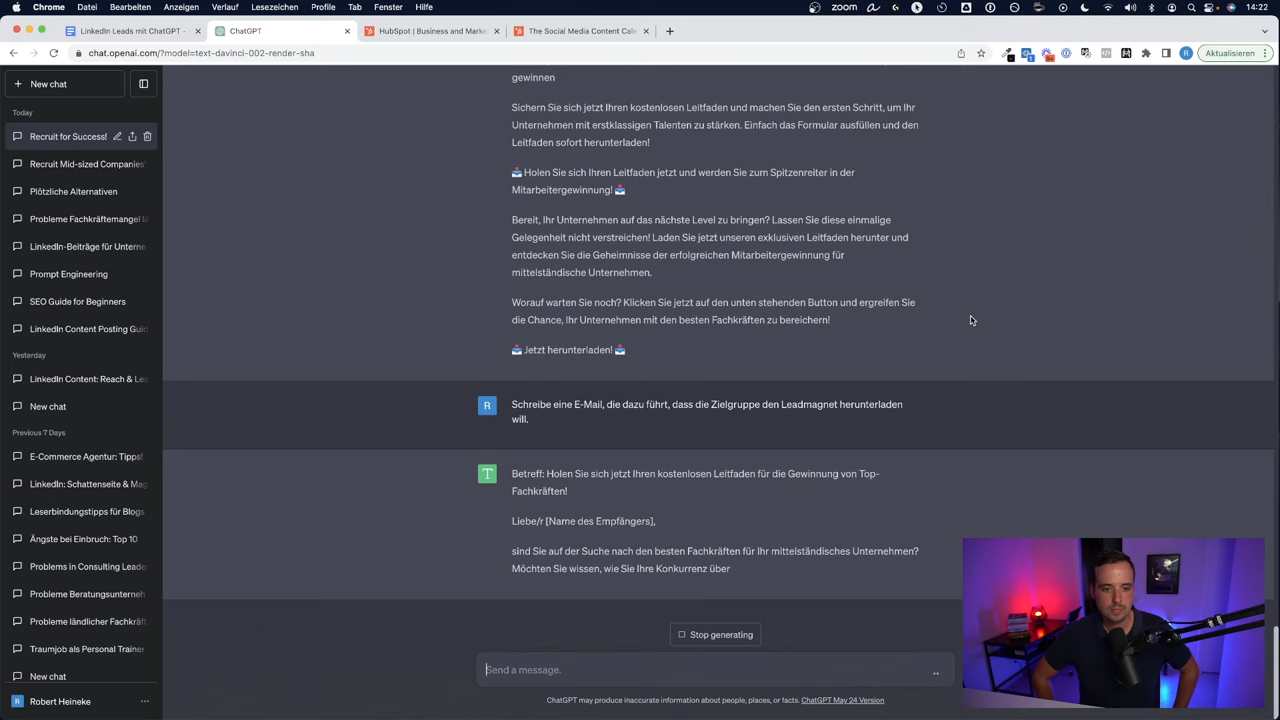 Chrome Ablage Bearbeiten Anzeigen Verlauf Lesezeichen Profile Tab Fenster Hilfe 14:22
LinkedIn Leads mit ChatGPT - ChatGPT HubSpot | Business and Marke The Social Media Content Cale
chat.openai.com/?model=text-davinci-002-render-sha Aktualisieren
New chat
Today
Recruit for Success!
Recruit Mid-sized Companies'
Plötzliche Alternativen
Probleme Fachkräftemangel lä
LinkedIn-Beiträge für Unterne
Prompt Engineering
SEO Guide for Beginners
LinkedIn Content Posting Guid
Yesterday
LinkedIn Content: Reach & Lea
New chat
Previous 7 Days
E-Commerce Agentur: Tipps!
LinkedIn: Schattenseite & Mag
Leserbindungstipps für Blogs
Ängste bei Einbruch: Top 10
Problems in Consulting Leade
Probleme Beratungsunterneh
Probleme ländlicher Fachkräft
Traumjob als Personal Trainer
New chat
Robert Heineke
gewinnen
Sichern Sie sich jetzt Ihren kostenlosen Leitfaden und machen Sie den ersten Schritt, um Ihr
Unternehmen mit erstklassigen Talenten zu stärken. Einfach das Formular ausfüllen und den
Leitfaden sofort herunterladen!
📥 Holen Sie sich Ihren Leitfaden jetzt und werden Sie zum Spitzenreiter in der
Mitarbeitergewinnung! 📥
Bereit, Ihr Unternehmen auf das nächste Level zu bringen? Lassen Sie diese einmalige
Gelegenheit nicht verstreichen! Laden Sie jetzt unseren exklusiven Leitfaden herunter und
entdecken Sie die Geheimnisse der erfolgreichen Mitarbeitergewinnung für
mittelständische Unternehmen.
Worauf warten Sie noch? Klicken Sie jetzt auf den unten stehenden Button und ergreifen Sie
die Chance, Ihr Unternehmen mit den besten Fachkräften zu bereichern!
📥 Jetzt herunterladen! 📥
R
Schreibe eine E-Mail, die dazu führt, dass die Zielgruppe den Leadmagnet herunterladen
will.
T
Betreff: Holen Sie sich jetzt Ihren kostenlosen Leitfaden für die Gewinnung von Top-
Fachkräften!
Liebe/r [Name des Empfängers],
sind Sie auf der Suche nach den besten Fachkräften für Ihr mittelständisches Unternehmen?
Möchten Sie wissen, wie Sie Ihre Konkurrenz über
Stop generating
Send a message.
ChatGPT may produce inaccurate information about people, places, or facts. ChatGPT May 24 Version